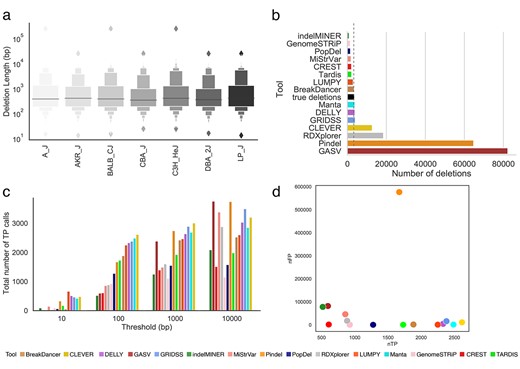 a
Deletion Length (bp)
10^5
10^4
10^3
10^2
10^1
A_J
AKR_J
BALB_CJ
CBA_J
C3H_HeJ
DBA_2J
LP_J
b
Tool
indelMINER
GenomeSTRiP
PopDel
MiStrVar
CREST
Tardis
LUMPY
BreakDancer
true deletions
Manta
DELLY
GRIDSS
CLEVER
RDXplorer
Pindel
GASV
0 20000 40000 60000 80000
Number of deletions
c
Total number of TP calls
3000
2000
1000
0
10 100 1000 10000
Threshold (bp)
d
nFP
600000
500000
400000
300000
200000
100000
0
500 1000 1500 2000 2500
nTP
Tool BreakDancer CLEVER DELLY GASV GRIDSS indelMINER MiStrVar Pindel PopDel RDXplorer LUMPY Manta GenomeSTRiP CREST TARDIS